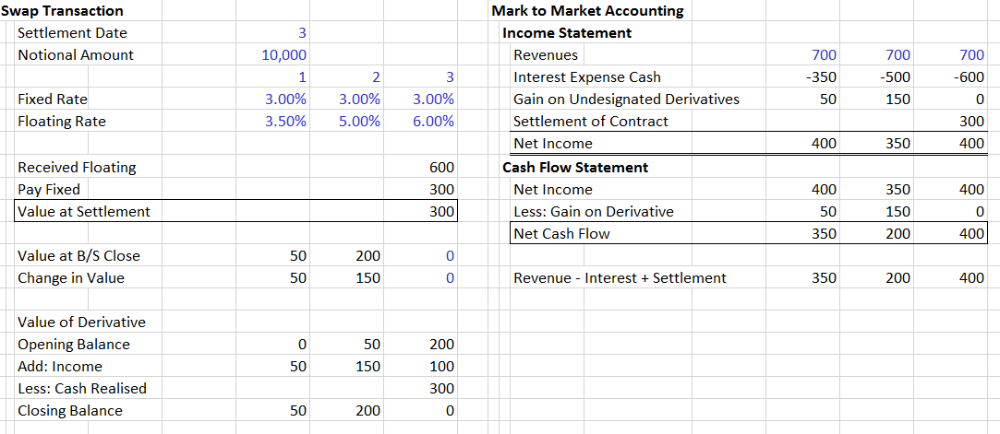 Swap Transaction
Settlement Date 3
Notional Amount 10,000
1 2 3
Fixed Rate 3.00% 3.00% 3.00%
Floating Rate 3.50% 5.00% 6.00%
Received Floating 600
Pay Fixed 300
Value at Settlement 300
Value at B/S Close 50 200 0
Change in Value 50 150 0
Value of Derivative
Opening Balance 0 50 200
Add: Income 50 150 100
Less: Cash Realised 300
Closing Balance 50 200 0
Mark to Market Accounting
Income Statement
Revenues 700 700 700
Interest Expense Cash -350 -500 -600
Gain on Undesignated Derivatives 50 150 0
Settlement of Contract 300
Net Income 400 350 400
Cash Flow Statement
Net Income 400 350 400
Less: Gain on Derivative 50 150 0
Net Cash Flow 350 200 400
Revenue - Interest + Settlement 350 200 400